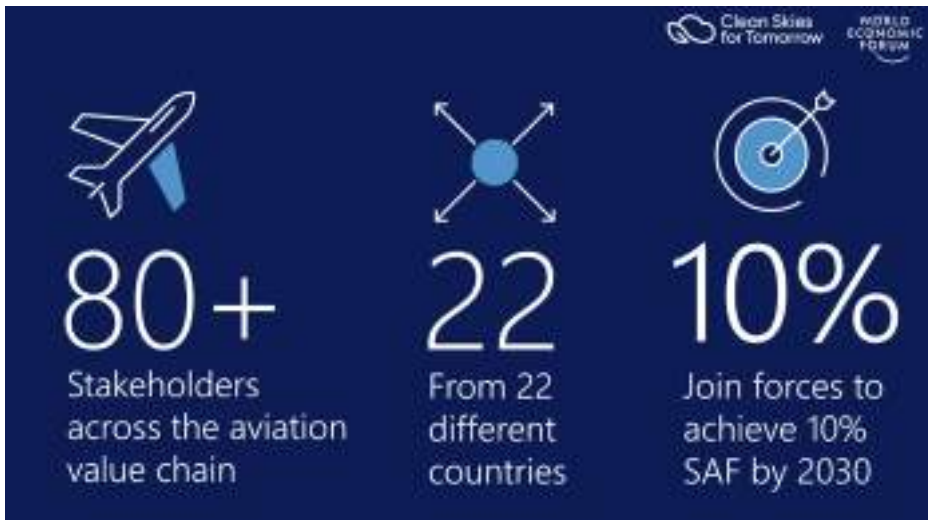 Clean Skies
for Tomorrow
WORLD
ECONOMIC
FORUM
80+
Stakeholders
across the aviation
value chain
22
From 22
different
countries
10%
Join forces to
achieve 10%
SAF by 2030